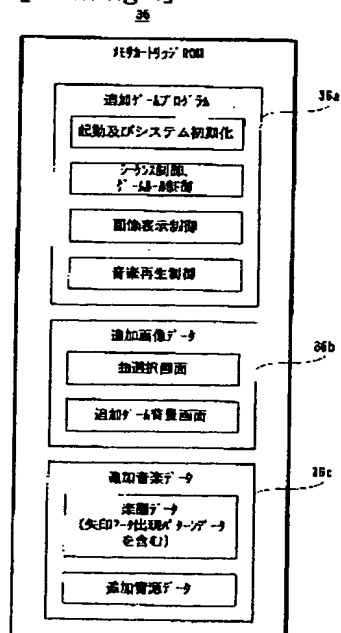 36
メモリカートリッジ ROM
追加ゲームプログラム
36a
起動及びシステム初期化
シーケンス制御、
ゲームルール制御
画像表示制御
音楽再生制御
追加画像データ
36b
曲選択画面
追加ゲーム背景画面
追加音楽データ
36c
楽譜データ
(矢印マーク出現パターンデータ
を含む)
追加音源データ